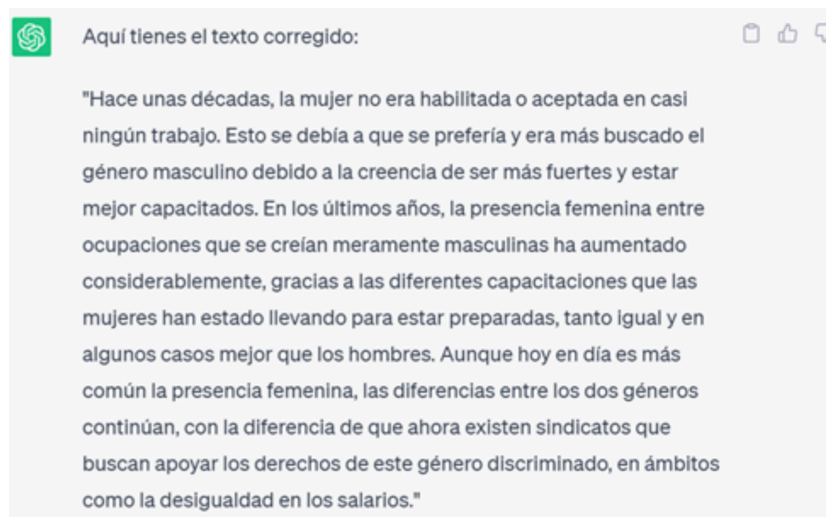 Aquí tienes el texto corregido:
"Hace unas décadas, la mujer no era habilitada o aceptada en casi
ningún trabajo. Esto se debía a que se prefería y era más buscado el
género masculino debido a la creencia de ser más fuertes y estar
mejor capacitados. En los últimos años, la presencia femenina entre
ocupaciones que se creían meramente masculinas ha aumentado
considerablemente, gracias a las diferentes capacitaciones que las
mujeres han estado llevando para estar preparadas, tanto igual y en
algunos casos mejor que los hombres. Aunque hoy en día es más
común la presencia femenina, las diferencias entre los dos géneros
continúan, con la diferencia de que ahora existen sindicatos que
buscan apoyar los derechos de este género discriminado, en ámbitos
como la desigualdad en los salarios."